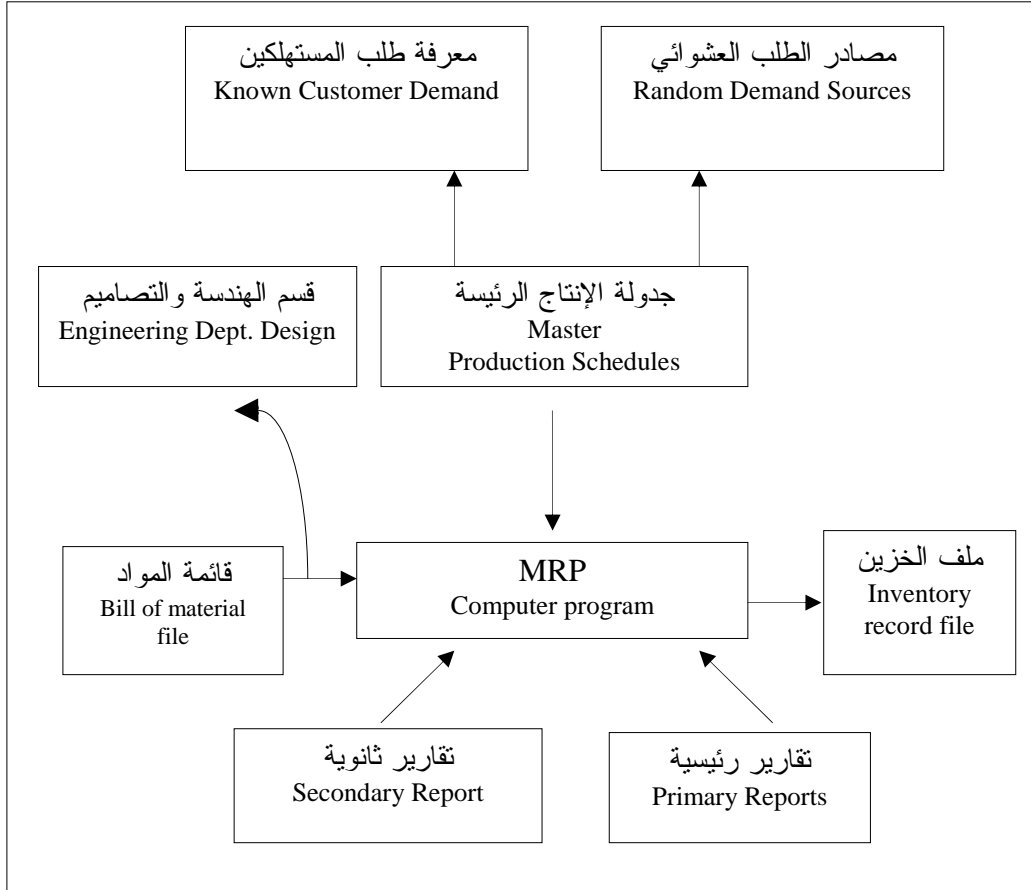 معرفة طلب المستهلكين
Known Customer Demand
مصادر الطلب العشوائي
Random Demand Sources
قسم الهندسة والتصاميم
Engineering Dept. Design
جدولة الإنتاج الرئيسة
Master
Production Schedules
قائمة المواد
Bill of material
file
MRP
Computer program
ملف الخزين
Inventory
record file
تقارير ثانوية
Secondary Report
تقارير رئيسية
Primary Reports